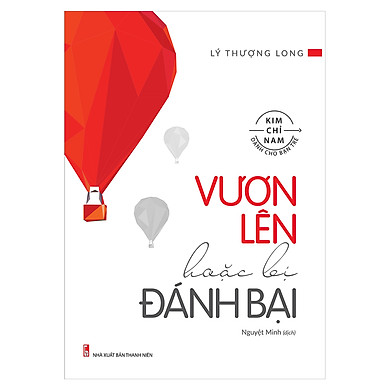 LÝ THƯỢNG LONG
KIM
CHỈ
NAM
DÀNH CHO BẠN TRẺ
VƯƠN
LÊN
hoặc bị
ĐÁNH BẠI
Nguyệt Minh (dịch)
NHÀ XUẤT BẢN THANH NIÊN